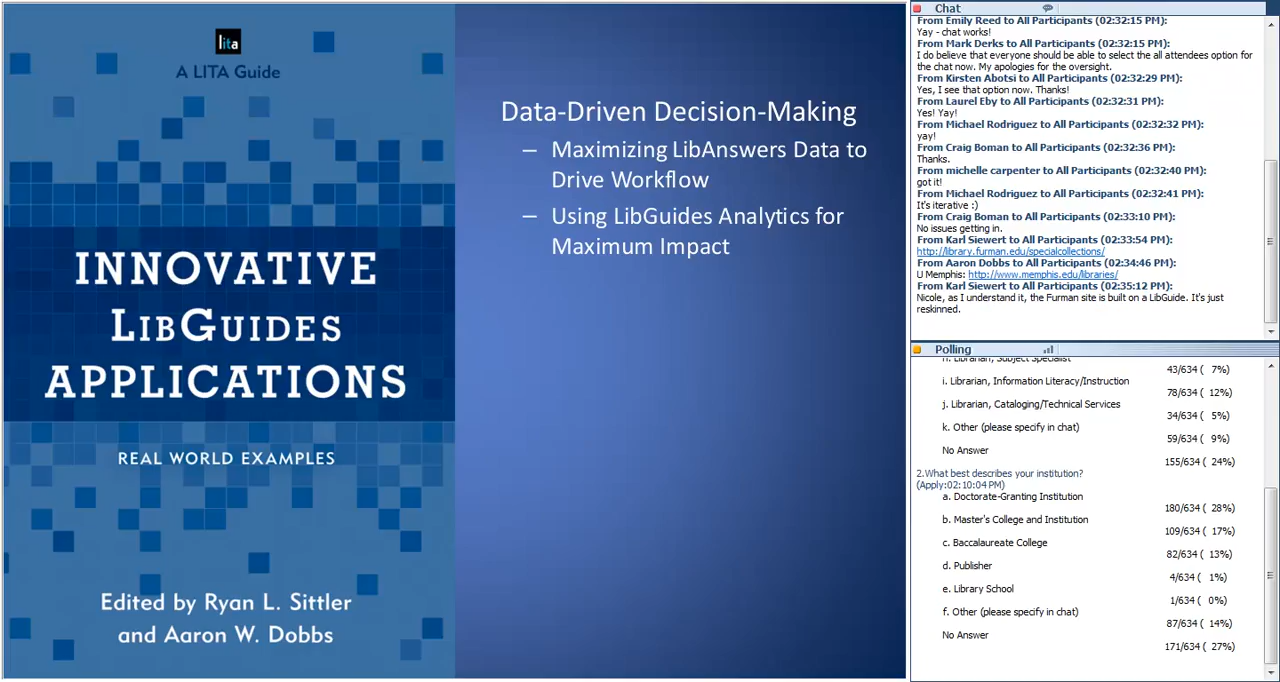 lita
A LITA Guide
INNOVATIVE
LIBGUIDES
APPLICATIONS
REAL WORLD EXAMPLES
Edited by Ryan L. Sittler
and Aaron W. Dobbs
Data-Driven Decision-Making
– Maximizing LibAnswers Data to
Drive Workflow
– Using LibGuides Analytics for
Maximum Impact
Chat
From Emily Reed to All Participants (02:32:15 PM):
Yay - chat works!
From Mark Derks to All Participants (02:32:15 PM):
I do believe that everyone should be able to select the all attendees option for
the chat now. My apologies for the oversight.
From Kirsten Abotsi to All Participants (02:32:29 PM):
Yes, I see that option now. Thanks!
From Laurel Eby to All Participants (02:32:31 PM):
Yes! Yay!
From Michael Rodriguez to All Participants (02:32:32 PM):
yay!
From Craig Boman to All Participants (02:32:36 PM):
Thanks.
From michelle carpenter to All Participants (02:32:40 PM):
got it!
From Michael Rodriguez to All Participants (02:32:41 PM):
It's iterative :)
From Craig Boman to All Participants (02:33:10 PM):
No issues getting in.
From Karl Siewert to All Participants (02:33:54 PM):
http://library.furman.edu/specialcollections/
From Aaron Dobbs to All Participants (02:34:46 PM):
U Memphis: http://www.memphis.edu/libraries/
From Karl Siewert to All Participants (02:35:12 PM):
Nicole, as I understand it, the Furman site is built on a LibGuide. It's just
reskinned.
Polling
h. Librarian, Subject Specialist
43/634 ( 7%)
i. Librarian, Information Literacy/Instruction
78/634 ( 12%)
j. Librarian, Cataloging/Technical Services
34/634 ( 5%)
k. Other (please specify in chat)
59/634 ( 9%)
No Answer
155/634 ( 24%)
2.What best describes your institution?
(Apply:02:10:04 PM)
a. Doctorate-Granting Institution
180/634 ( 28%)
b. Master's College and Institution
109/634 ( 17%)
c. Baccalaureate College
82/634 ( 13%)
d. Publisher
4/634 ( 1%)
e. Library School
1/634 ( 0%)
f. Other (please specify in chat)
87/634 ( 14%)
No Answer
171/634 ( 27%)